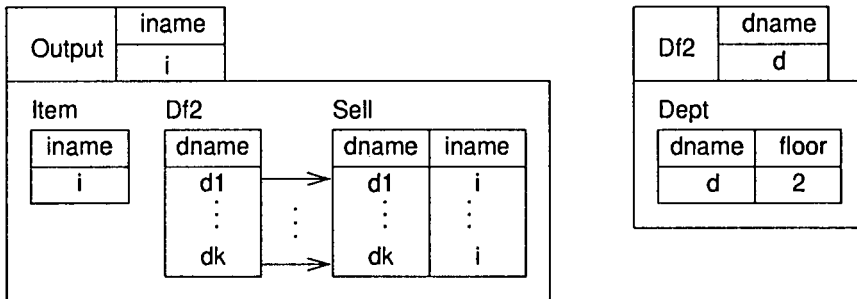 Output iname
i
Item Df2 Sell
iname dname dname iname
i d1 d1 i
⋮ ⋮ ⋮ ⋮
dk dk i
Df2 dname
d
Dept
dname floor
d 2